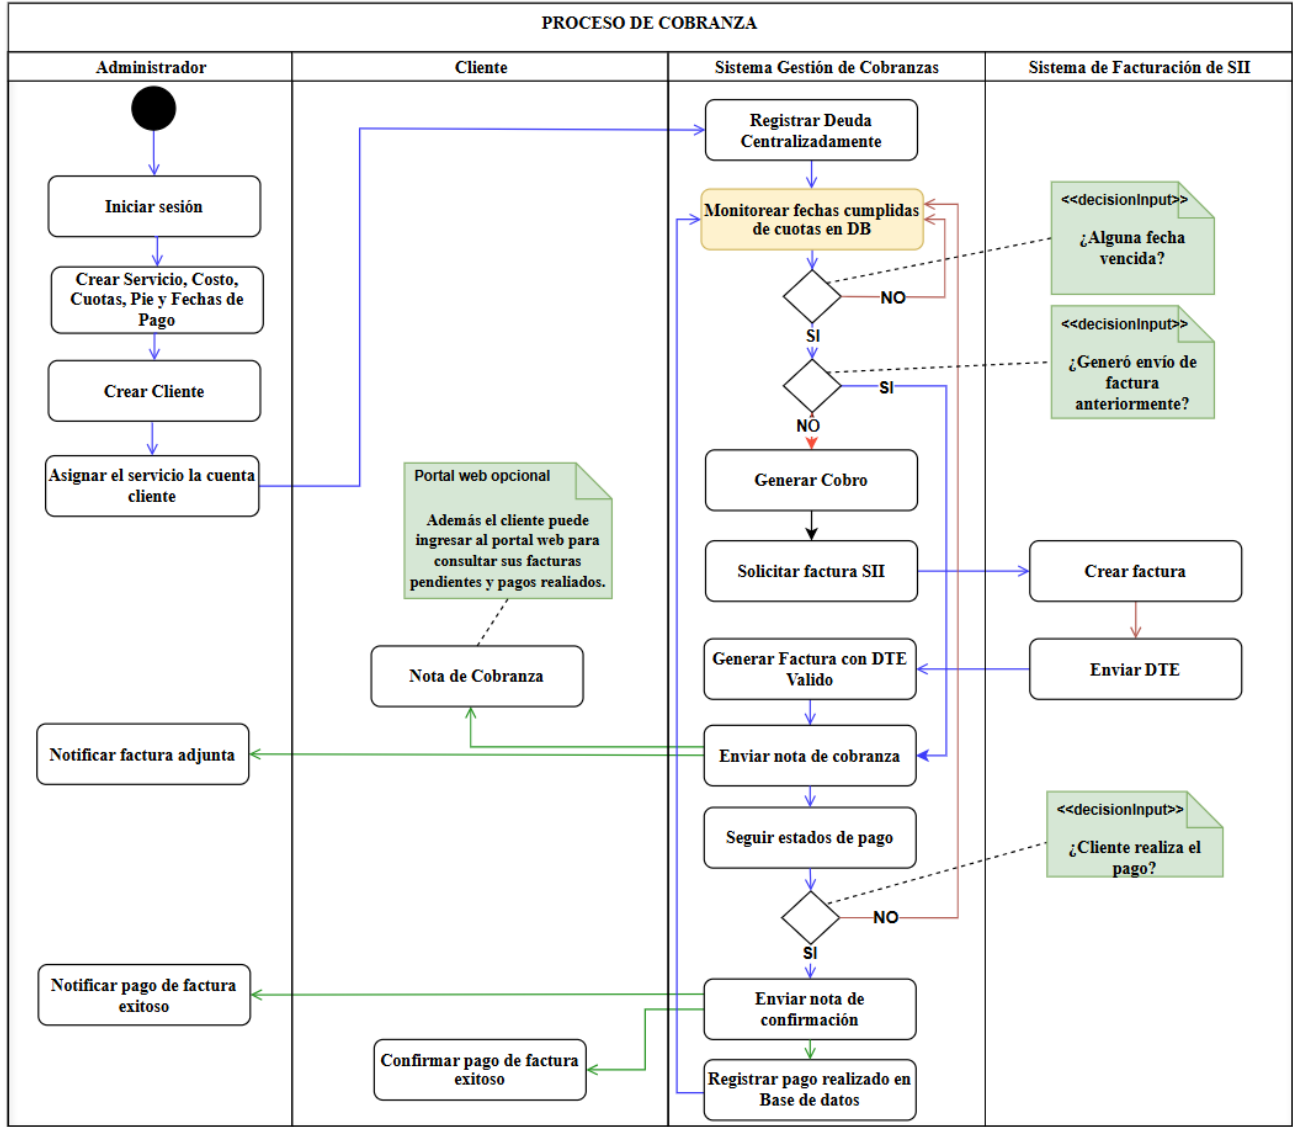 PROCESO DE COBRANZA
Administrador
Cliente
Sistema Gestión de Cobranzas
Sistema de Facturación de SII
Iniciar sesión
Crear Servicio, Costo,
Cuotas, Pie y Fechas de
Pago
Crear Cliente
Asignar el servicio la cuenta
cliente
Notificar factura adjunta
Notificar pago de factura
exitoso
Portal web opcional
Además el cliente puede
ingresar al portal web para
consultar sus facturas
pendientes y pagos realiados.
Nota de Cobranza
Confirmar pago de factura
exitoso
Registrar Deuda
Centralizadamente
Monitorear fechas cumplidas
de cuotas en DB
NO
SI
SI
NO
Generar Cobro
Solicitar factura SII
Generar Factura con DTE
Valido
Enviar nota de cobranza
Seguir estados de pago
NO
SI
Enviar nota de
confirmación
Registrar pago realizado en
Base de datos
<<decisionInput>>
¿Alguna fecha
vencida?
<<decisionInput>>
¿Generó envío de
factura
anteriormente?
Crear factura
Enviar DTE
<<decisionInput>>
¿Cliente realiza el
pago?